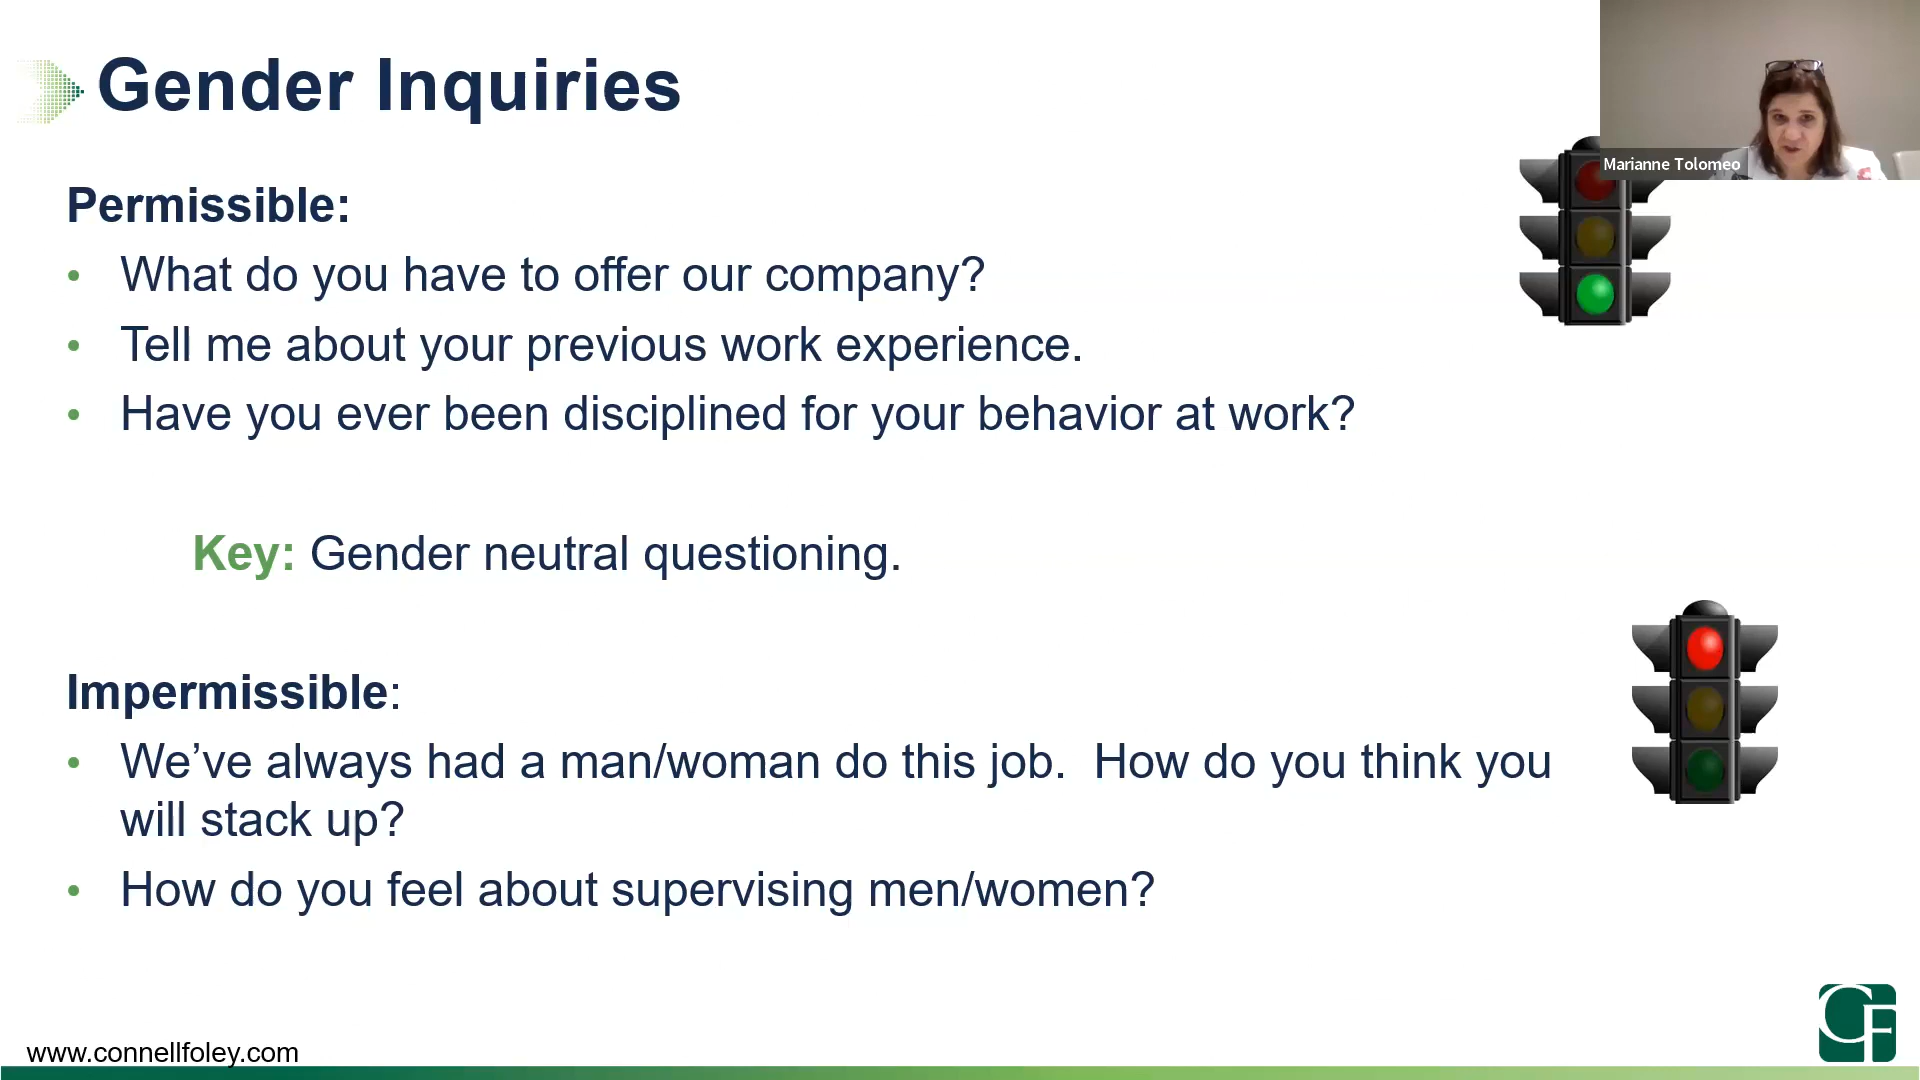 Gender Inquiries
Marianne Tolomeo
Permissible:
• What do you have to offer our company?
• Tell me about your previous work experience.
• Have you ever been disciplined for your behavior at work?
Key: Gender neutral questioning.
Impermissible:
• We’ve always had a man/woman do this job.  How do you think you
will stack up?
• How do you feel about supervising men/women?
CF
www.connellfoley.com